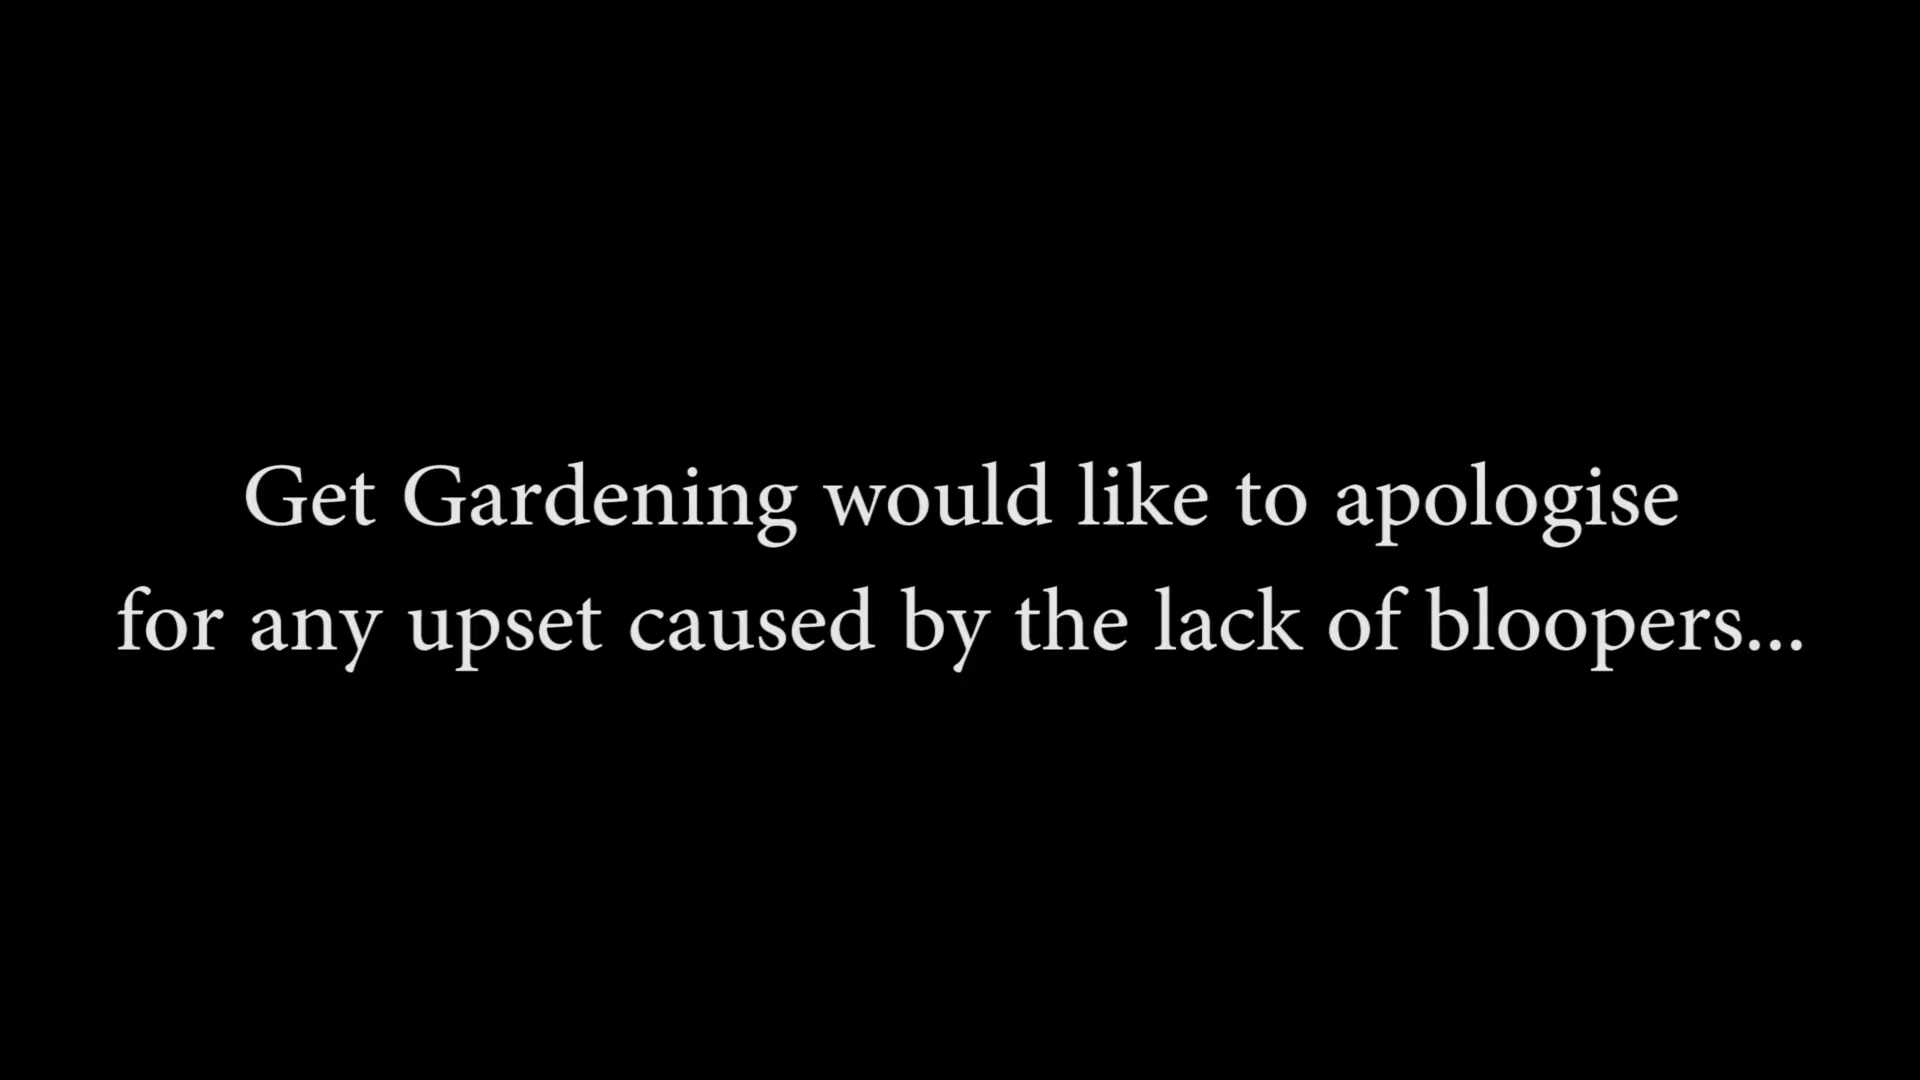 Get Gardening would like to apologise
for any upset caused by the lack of bloopers...